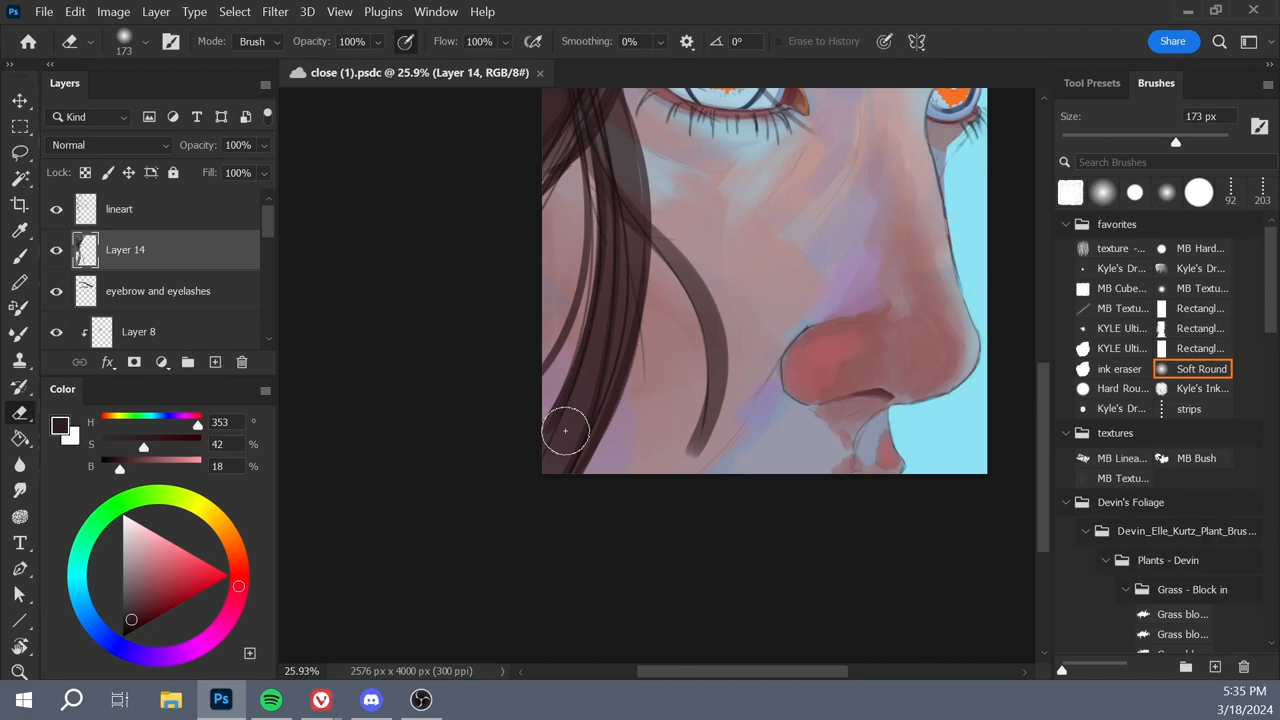 Ps File Edit Image Layer Type Select Filter 3D View Plugins Window Help
173 Mode: Brush Opacity: 100% Flow: 100% Smoothing: 0% 0° Erase to History Share
Layers
close (1).psdc @ 25.9% (Layer 14, RGB/8#)
Tool Presets Brushes
Kind
Size: 173 px
Normal Opacity: 100%
Search Brushes
Lock: Fill: 100%
92 203
lineart
favorites
Layer 14
texture -... MB Hard...
Kyle's Dr... Kyle's Dr...
eyebrow and eyelashes
MB Cube... MB Textu...
MB Textu... Rectangl...
Layer 8
KYLE Ulti... Rectangl...
KYLE Ulti... Rectangl...
fx
ink eraser Soft Round
Color
Hard Rou... Kyle's Ink...
Kyle's Dr... strips
H 353 °
S 42 %
textures
B 18 %
MB Linea... MB Bush
MB Textu...
Devin's Foliage
Devin_Elle_Kurtz_Plant_Brus...
Plants - Devin
Grass - Block in
Grass blo...
Grass blo...
25.93% 2576 px x 4000 px (300 ppi)
Ps
5:35 PM
3/18/2024